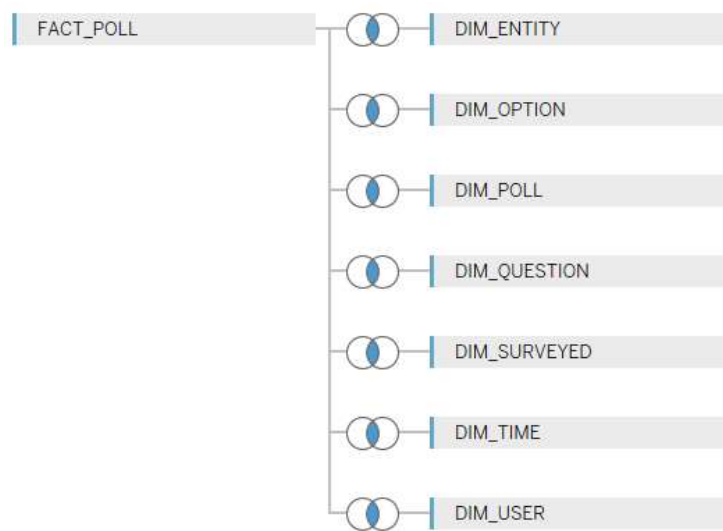 FACT_POLL
DIM_ENTITY
DIM_OPTION
DIM_POLL
DIM_QUESTION
DIM_SURVEYED
DIM_TIME
DIM_USER